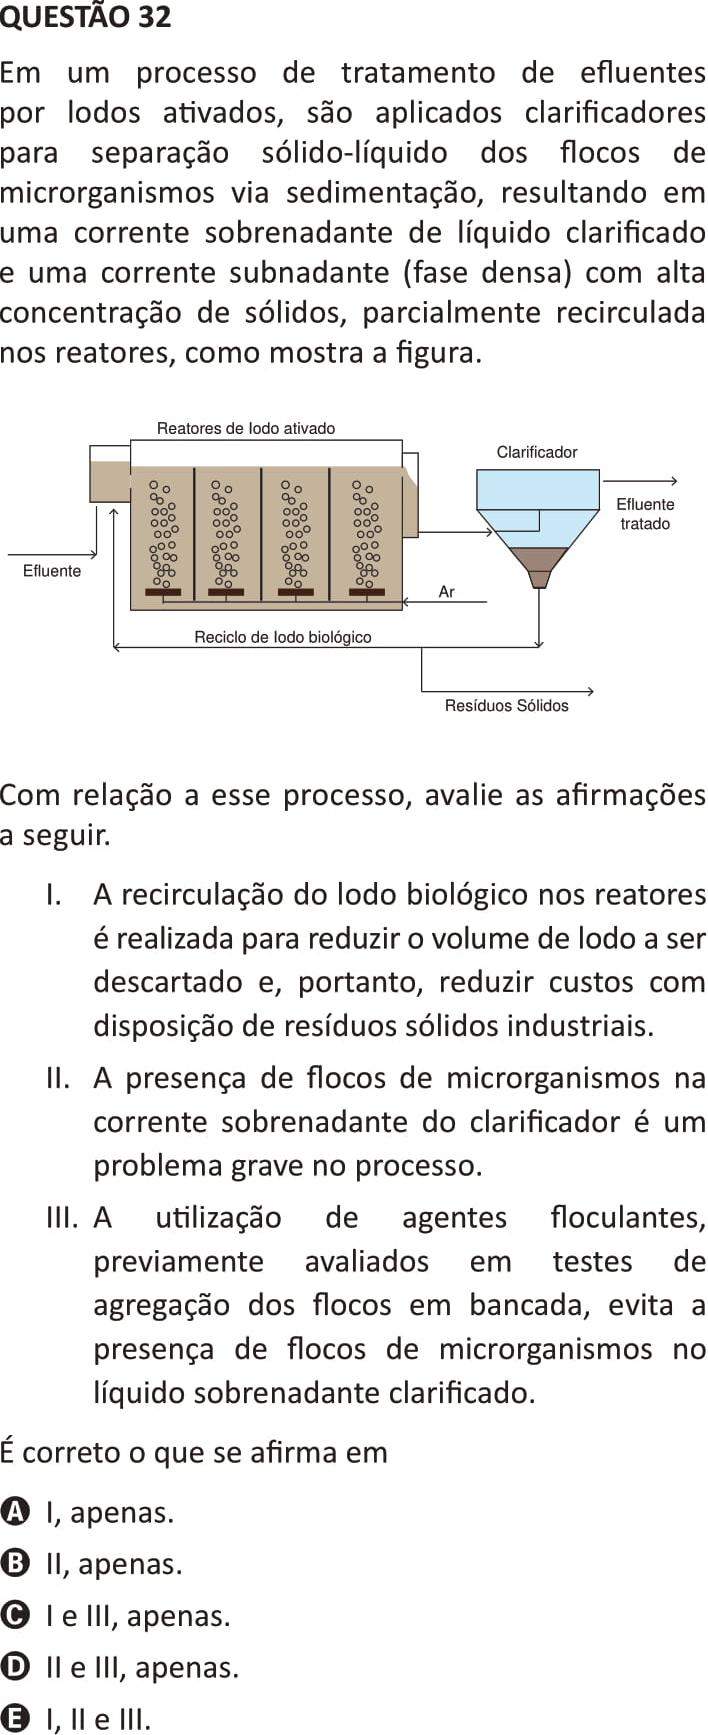 QUESTÃO 32
Em um processo de tratamento de efluentes
por lodos ativados, são aplicados clarificadores
para separação sólido-líquido dos flocos de
microrganismos via sedimentação, resultando em
uma corrente sobrenadante de líquido clarificado
e uma corrente subnadante (fase densa) com alta
concentração de sólidos, parcialmente recirculada
nos reatores, como mostra a figura.
Reatores de lodo ativado
Clarificador
Efluente
tratado
Efluente
Ar
Reciclo de lodo biológico
Resíduos Sólidos
Com relação a esse processo, avalie as afirmações
a seguir.
I. A recirculação do lodo biológico nos reatores
é realizada para reduzir o volume de lodo a ser
descartado e, portanto, reduzir custos com
disposição de resíduos sólidos industriais.
II. A presença de flocos de microrganismos na
corrente sobrenadante do clarificador é um
problema grave no processo.
III. A utilização de agentes floculantes,
previamente avaliados em testes de
agregação dos flocos em bancada, evita a
presença de flocos de microrganismos no
líquido sobrenadante clarificado.
É correto o que se afirma em
A I, apenas.
B II, apenas.
C I e III, apenas.
D II e III, apenas.
E I, II e III.